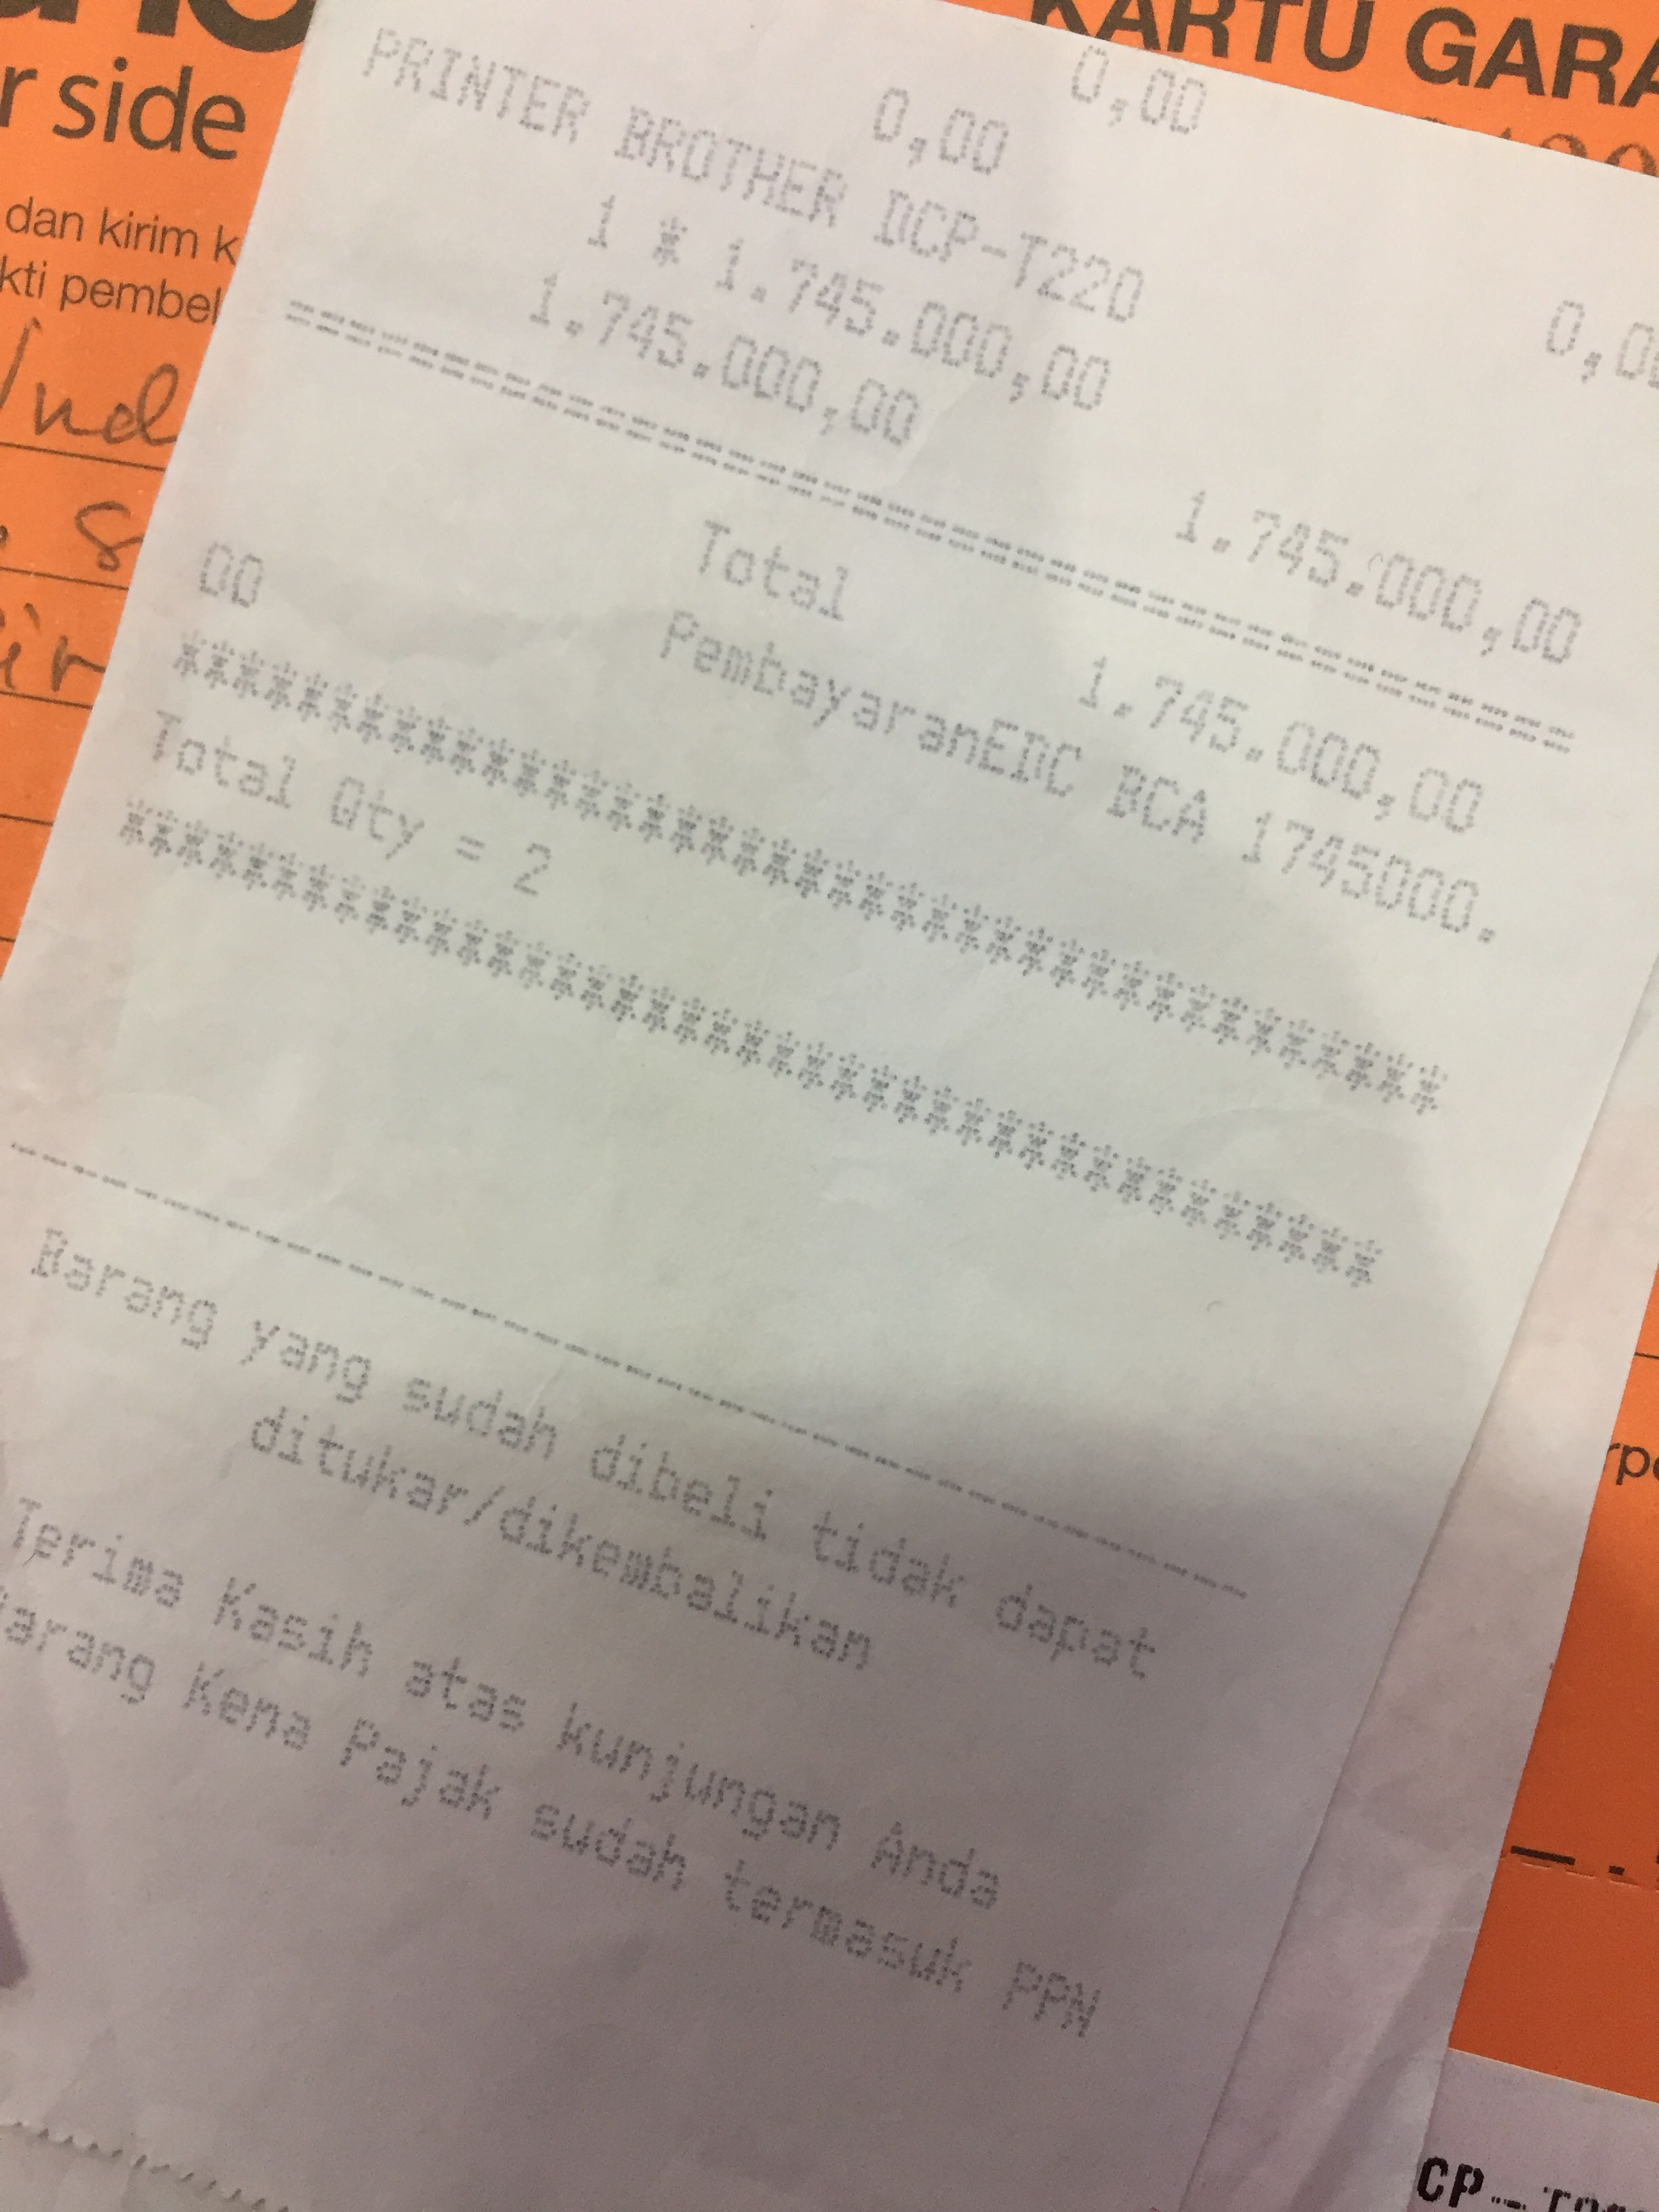 r side
KARTU GARA
dan kirim k
kti pembel
0,00
0,00
0,00
PRINTER BROTHER DCP-T220
1 * 1.745.000,00
1.745.000,00
1.745.000,00
================================
Total 1.745.000,00
PembayaranEDC BCA 1745000.
00
****************************************
Total Qty = 2
****************************************
----------------------------------------
Barang yang sudah dibeli tidak dapat
ditukar/dikembalikan
Terima Kasih atas kunjungan Anda
arang Kena Pajak sudah termasuk PPN